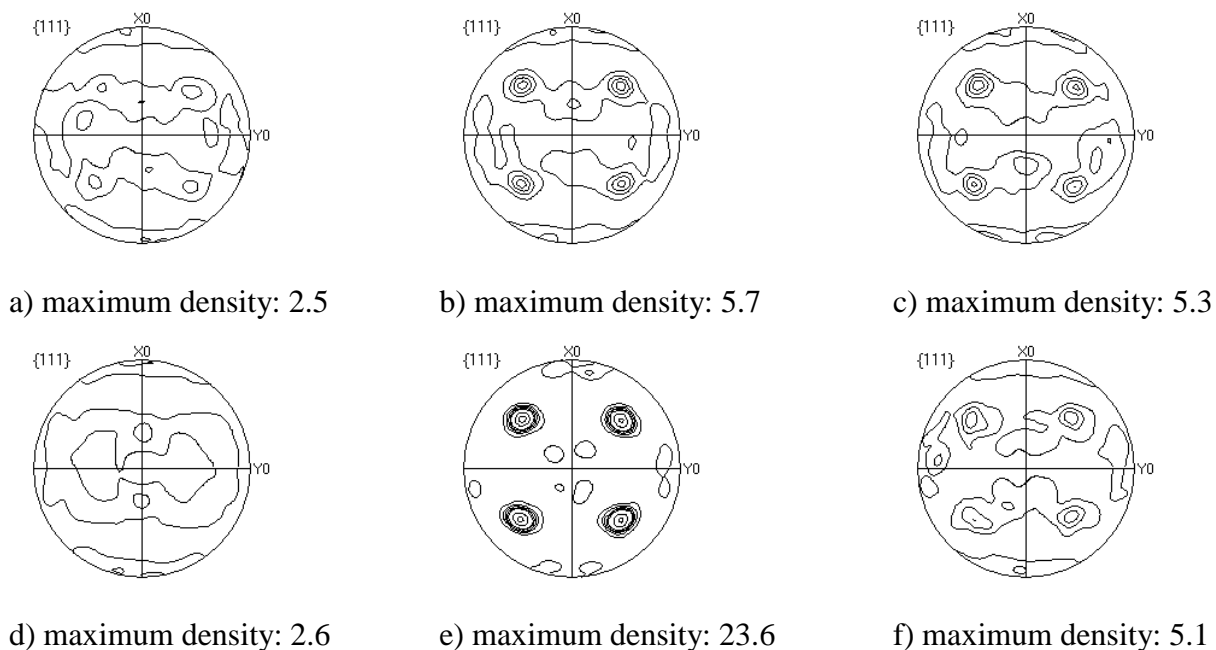 X0 X0 X0
{111} {111} {111}
Y0 Y0 Y0
a) maximum density: 2.5 b) maximum density: 5.7 c) maximum density: 5.3
X0 X0 X0
{111} {111} {111}
Y0 Y0 Y0
d) maximum density: 2.6 e) maximum density: 23.6 f) maximum density: 5.1